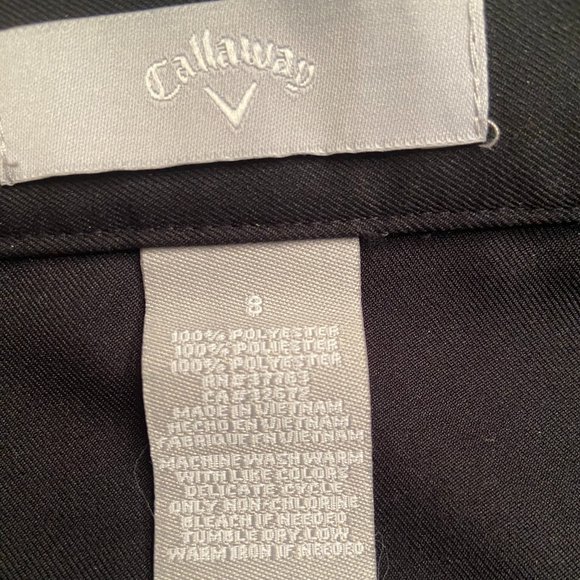 Callaway
8
100% POLYESTER
100% POLIESTER
100% POLYESTER
RN# 37763
CA# 32672
MADE IN VIETNAM
HECHO EN VIETNAM
FABRIQUE EN VIETNAM
MACHINE WASH WARM
WITH LIKE COLORS
DELICATE CYCLE
ONLY NON-CHLORINE
BLEACH IF NEEDED
TUMBLE DRY, LOW
WARM IRON IF NEEDED